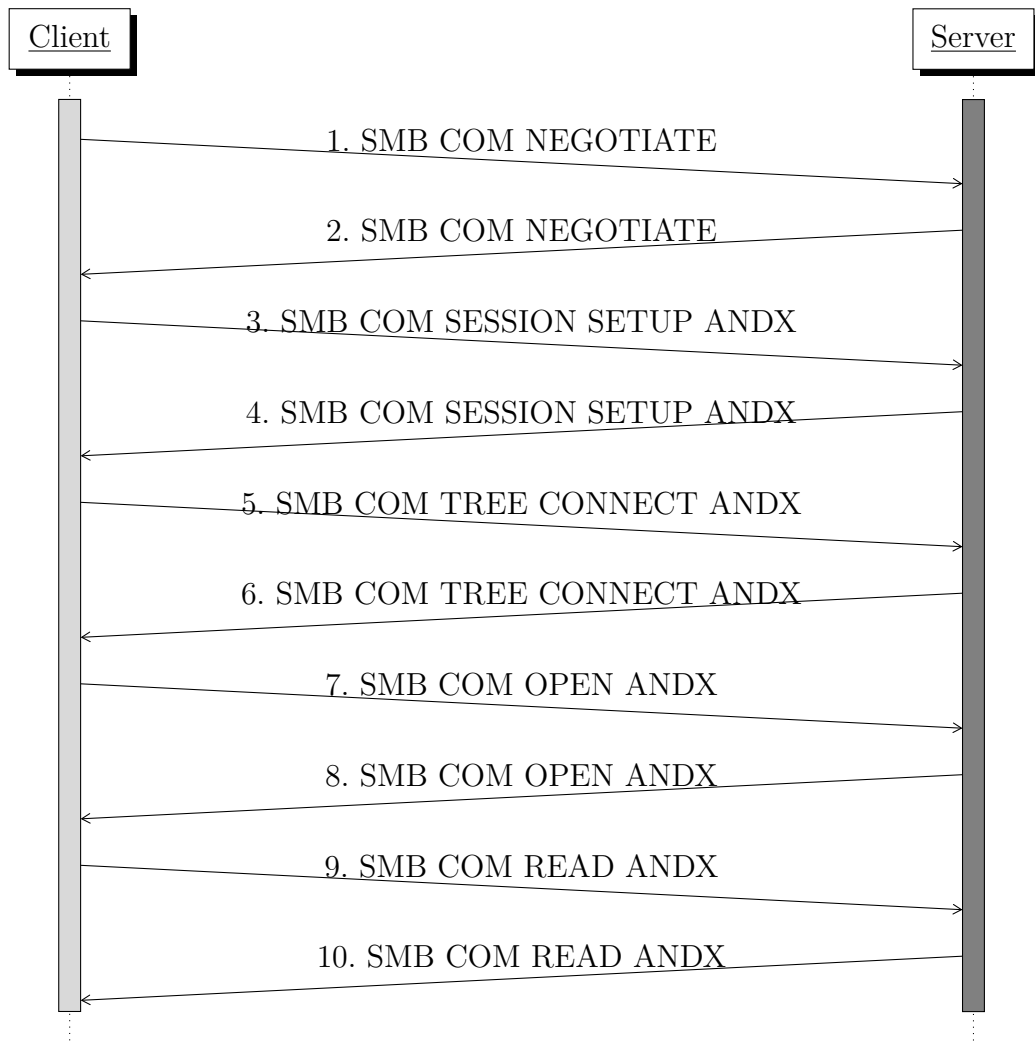 Client
Server
1. SMB COM NEGOTIATE
2. SMB COM NEGOTIATE
3. SMB COM SESSION SETUP ANDX
4. SMB COM SESSION SETUP ANDX
5. SMB COM TREE CONNECT ANDX
6. SMB COM TREE CONNECT ANDX
7. SMB COM OPEN ANDX
8. SMB COM OPEN ANDX
9. SMB COM READ ANDX
10. SMB COM READ ANDX